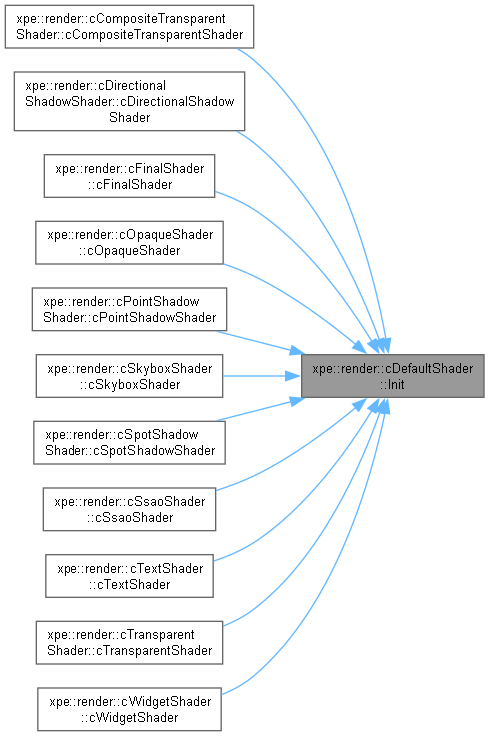 xpe::render::cCompositeTransparent
Shader::cCompositeTransparentShader
xpe::render::cDirectional
ShadowShader::cDirectionalShadow
Shader
xpe::render::cFinalShader
::cFinalShader
xpe::render::cOpaqueShader
::cOpaqueShader
xpe::render::cPointShadow
Shader::cPointShadowShader
xpe::render::cSkyboxShader
::cSkyboxShader
xpe::render::cDefaultShader
::Init
xpe::render::cSpotShadow
Shader::cSpotShadowShader
xpe::render::cSsaoShader
::cSsaoShader
xpe::render::cTextShader
::cTextShader
xpe::render::cTransparent
Shader::cTransparentShader
xpe::render::cWidgetShader
::cWidgetShader